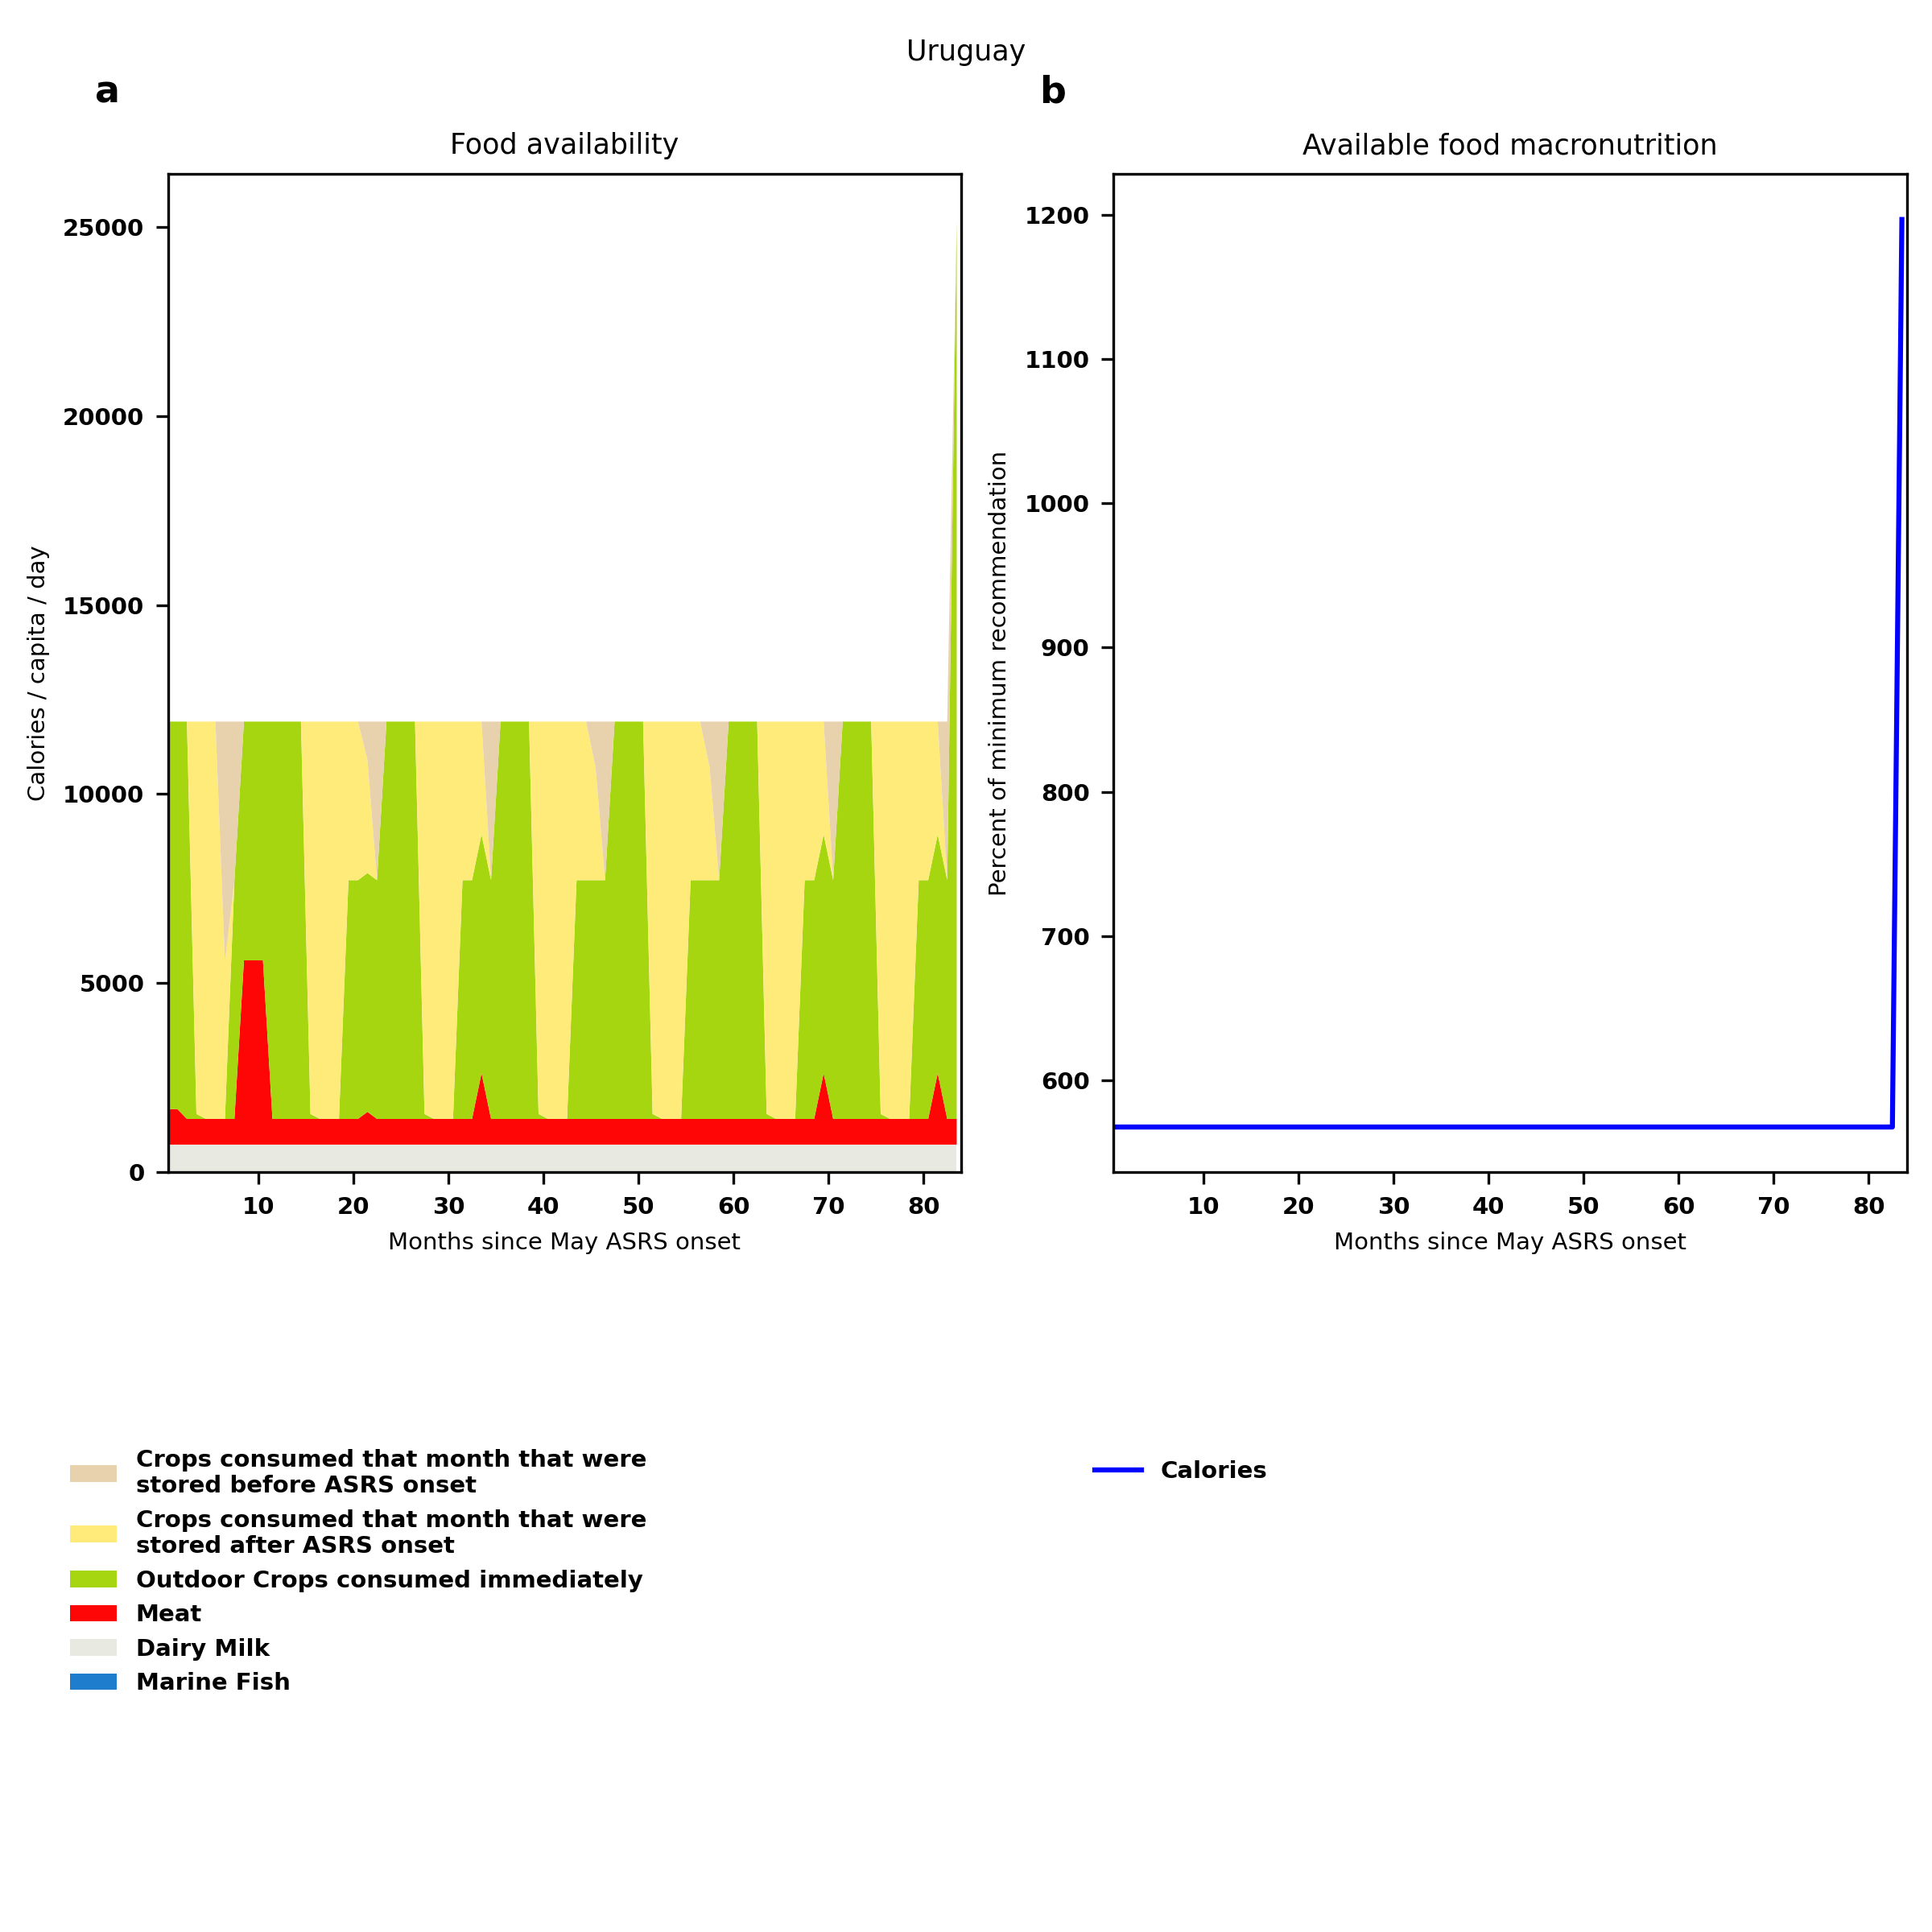 Uruguay
a
b
Food availability
Available food macronutrition
25000
20000
15000
10000
5000
0
Calories / capita / day
10 20 30 40 50 60 70 80
Months since May ASRS onset
1200
1100
1000
900
800
700
600
Percent of minimum recommendation
10 20 30 40 50 60 70 80
Months since May ASRS onset
Crops consumed that month that were
stored before ASRS onset
Crops consumed that month that were
stored after ASRS onset
Outdoor Crops consumed immediately
Meat
Dairy Milk
Marine Fish
Calories